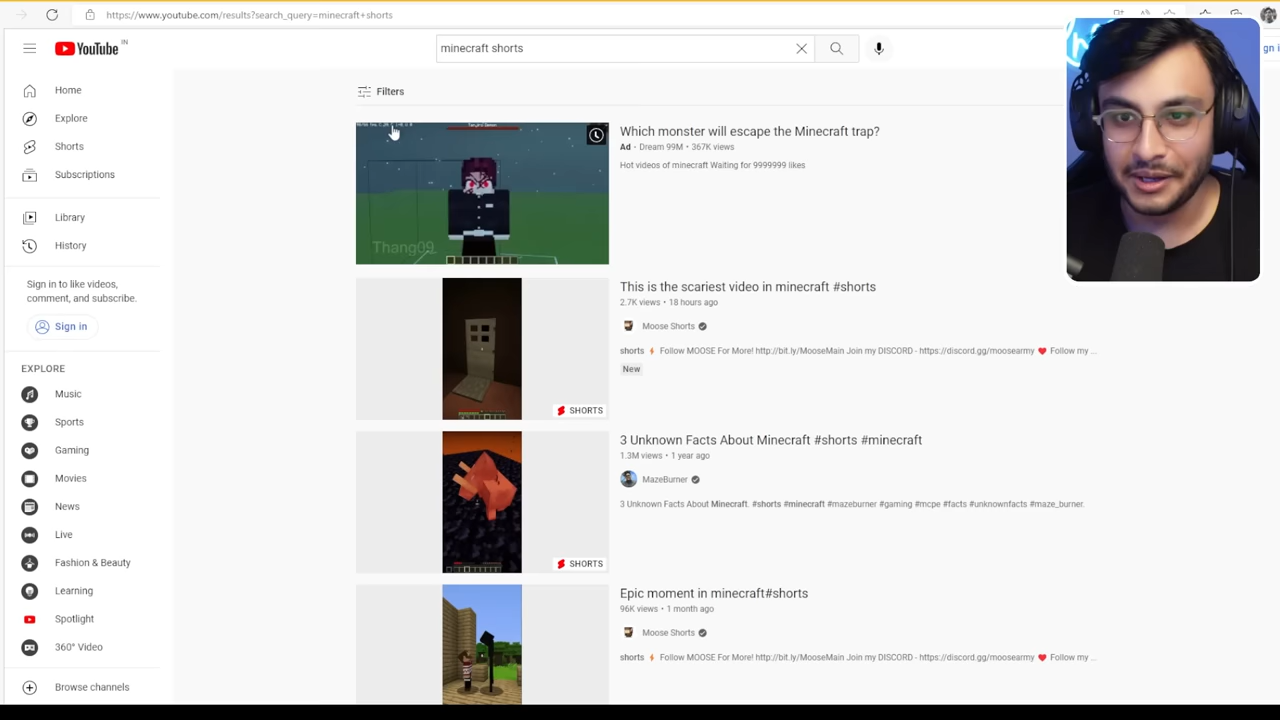 https://www.youtube.com/results?search_query=minecraft+shorts
YouTube IN
minecraft shorts
gn i
Home
Explore
Shorts
Subscriptions
Library
History
Sign in to like videos,
comment, and subscribe.
Sign in
EXPLORE
Music
Sports
Gaming
Movies
News
Live
Fashion & Beauty
Learning
Spotlight
360° Video
Browse channels
Filters
Thang09.
Which monster will escape the Minecraft trap?
Ad · Dream 99M • 367K views
Hot videos of minecraft Waiting for 9999999 likes
SHORTS
This is the scariest video in minecraft #shorts
2.7K views • 18 hours ago
Moose Shorts
shorts ⚡ Follow MOOSE For More! http://bit.ly/MooseMain Join my DISCORD - https://discord.gg/moosearmy ❤️ Follow my ...
New
SHORTS
3 Unknown Facts About Minecraft #shorts #minecraft
1.3M views • 1 year ago
MazeBurner
3 Unknown Facts About Minecraft. #shorts #minecraft #mazeburner #gaming #mcpe #facts #unknownfacts #maze_burner.
Epic moment in minecraft#shorts
96K views • 1 month ago
Moose Shorts
shorts ⚡ Follow MOOSE For More! http://bit.ly/MooseMain Join my DISCORD - https://discord.gg/moosearmy ❤️ Follow my ...